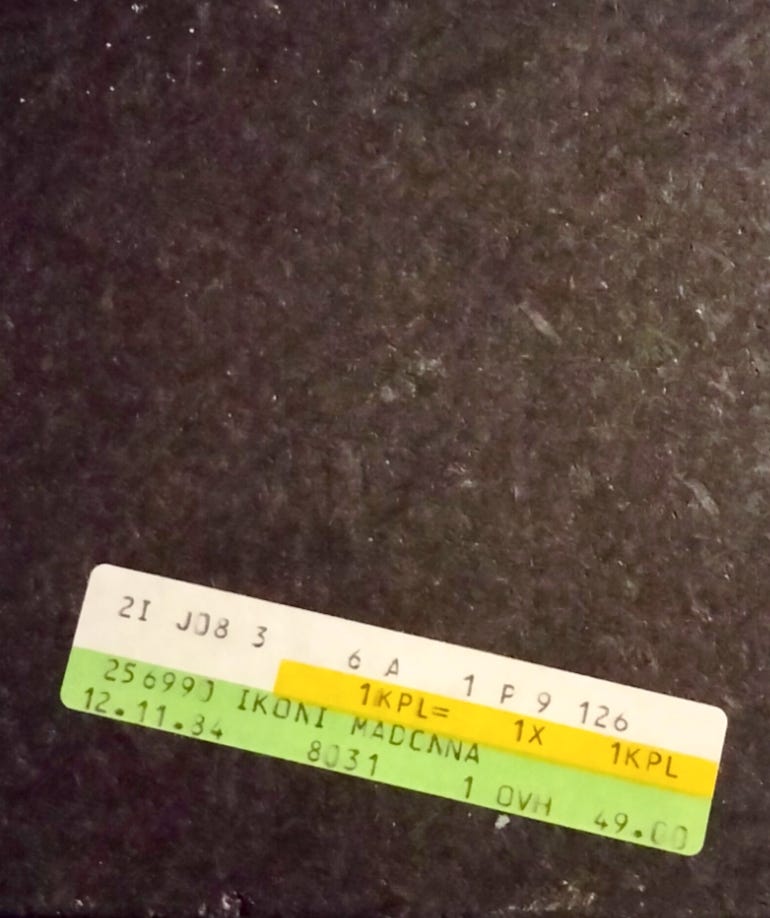 2I J08 3 6 A 1 P 9 126
1KPL= 1X 1KPL
256990 IKONI MADONNA
12.11.84 8031 1 OVH 49.00